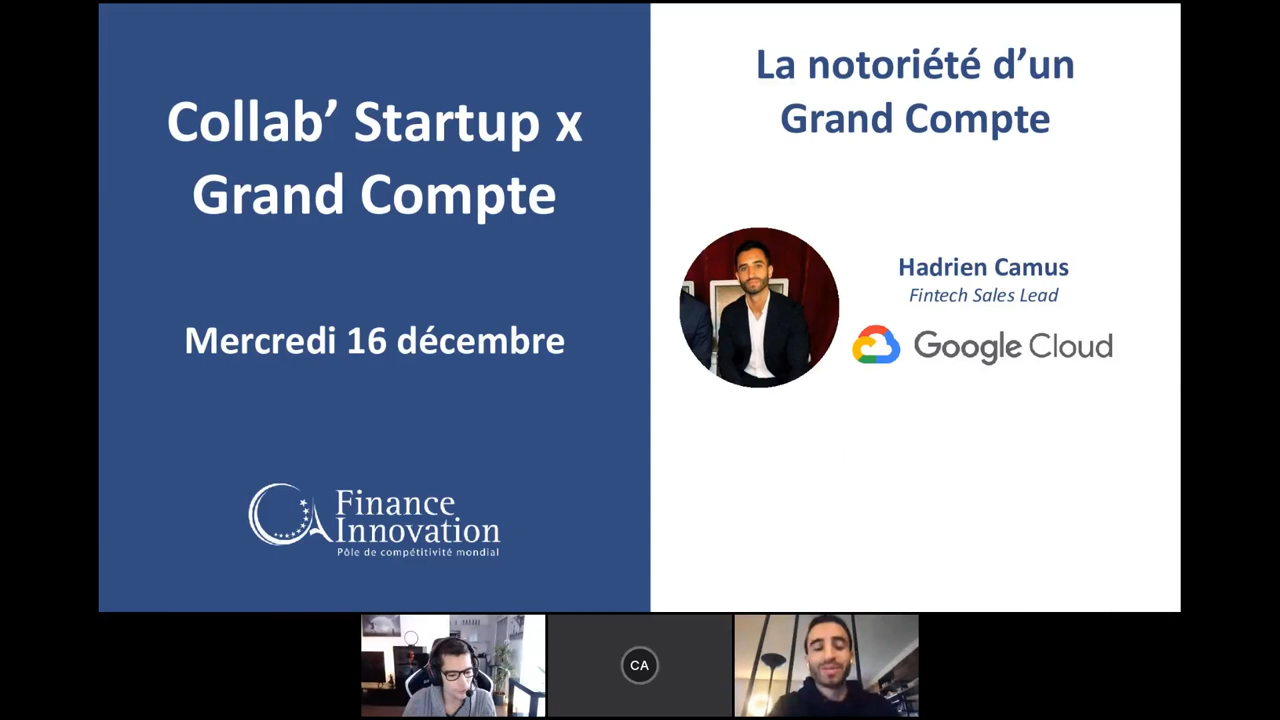 Collab’ Startup x
Grand Compte
Mercredi 16 décembre
Finance
Innovation
Pôle de compétitivité mondial
La notoriété d’un
Grand Compte
Hadrien Camus
Fintech Sales Lead
Google Cloud
CA